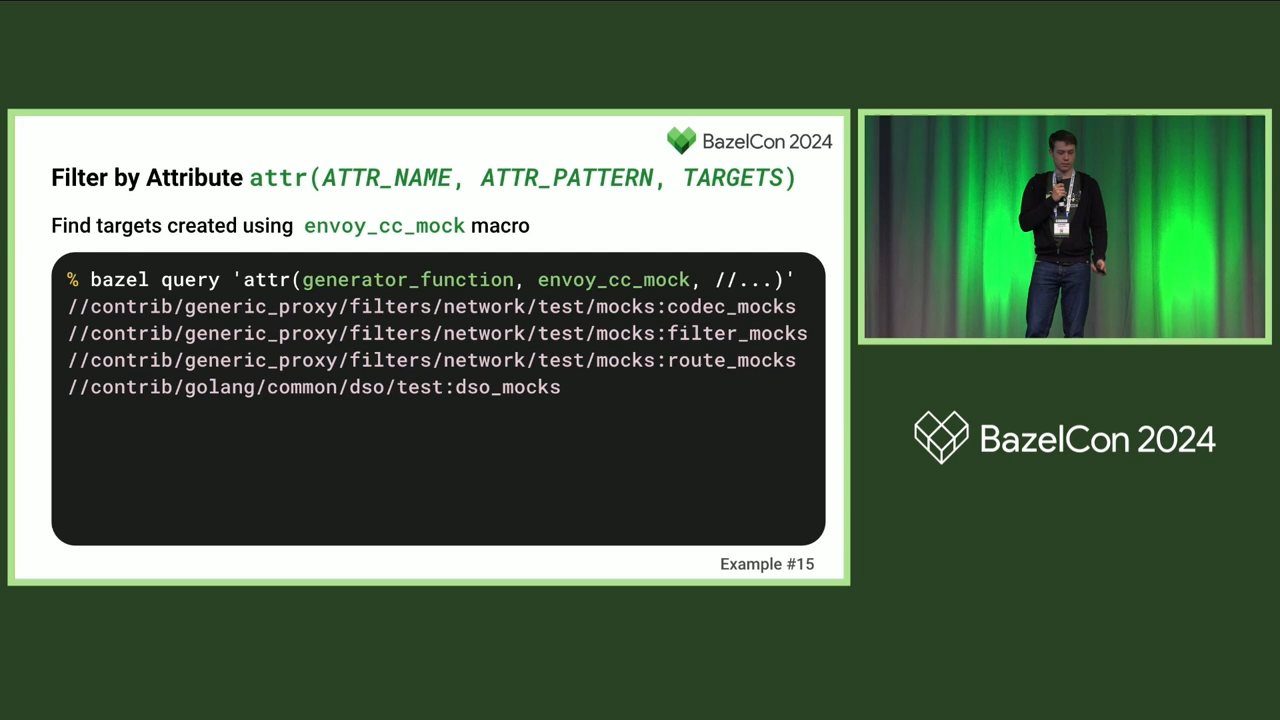 BazelCon 2024
Filter by Attribute attr(ATTR_NAME, ATTR_PATTERN, TARGETS)
Find targets created using envoy_cc_mock macro
% bazel query 'attr(generator_function, envoy_cc_mock, //...)'
//contrib/generic_proxy/filters/network/test/mocks:codec_mocks
//contrib/generic_proxy/filters/network/test/mocks:filter_mocks
//contrib/generic_proxy/filters/network/test/mocks:route_mocks
//contrib/golang/common/dso/test:dso_mocks
Example #15
BazelCon 2024